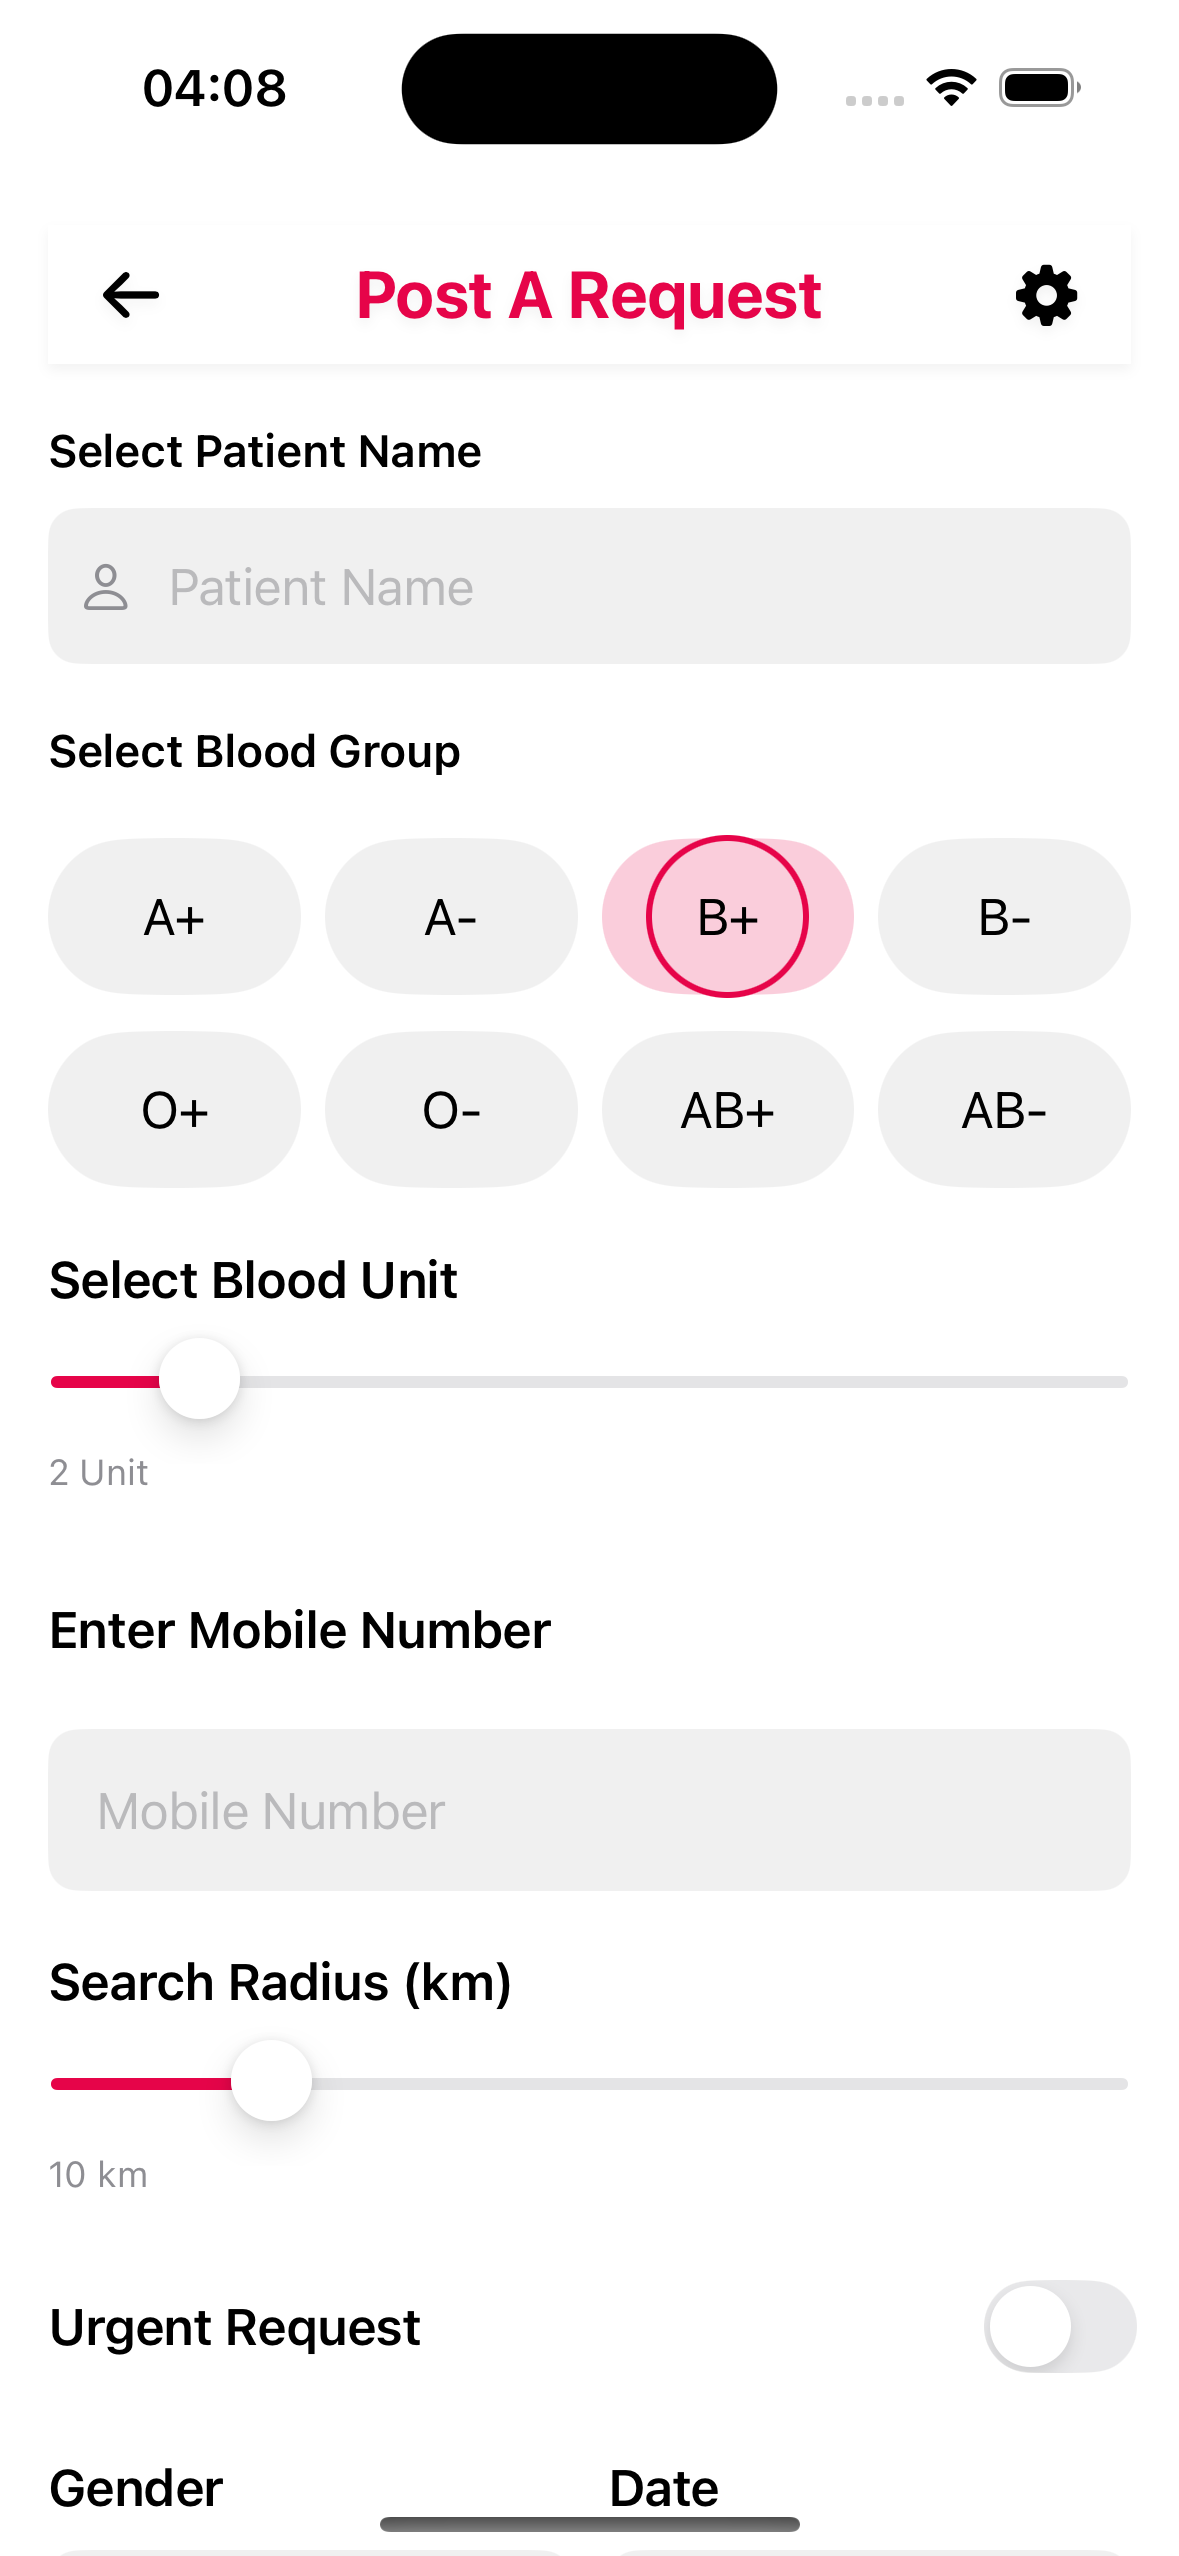 04:08
Post A Request
Select Patient Name
Patient Name
Select Blood Group
A+ A- B+ B-
O+ O- AB+ AB-
Select Blood Unit
2 Unit
Enter Mobile Number
Mobile Number
Search Radius (km)
10 km
Urgent Request
Gender Date